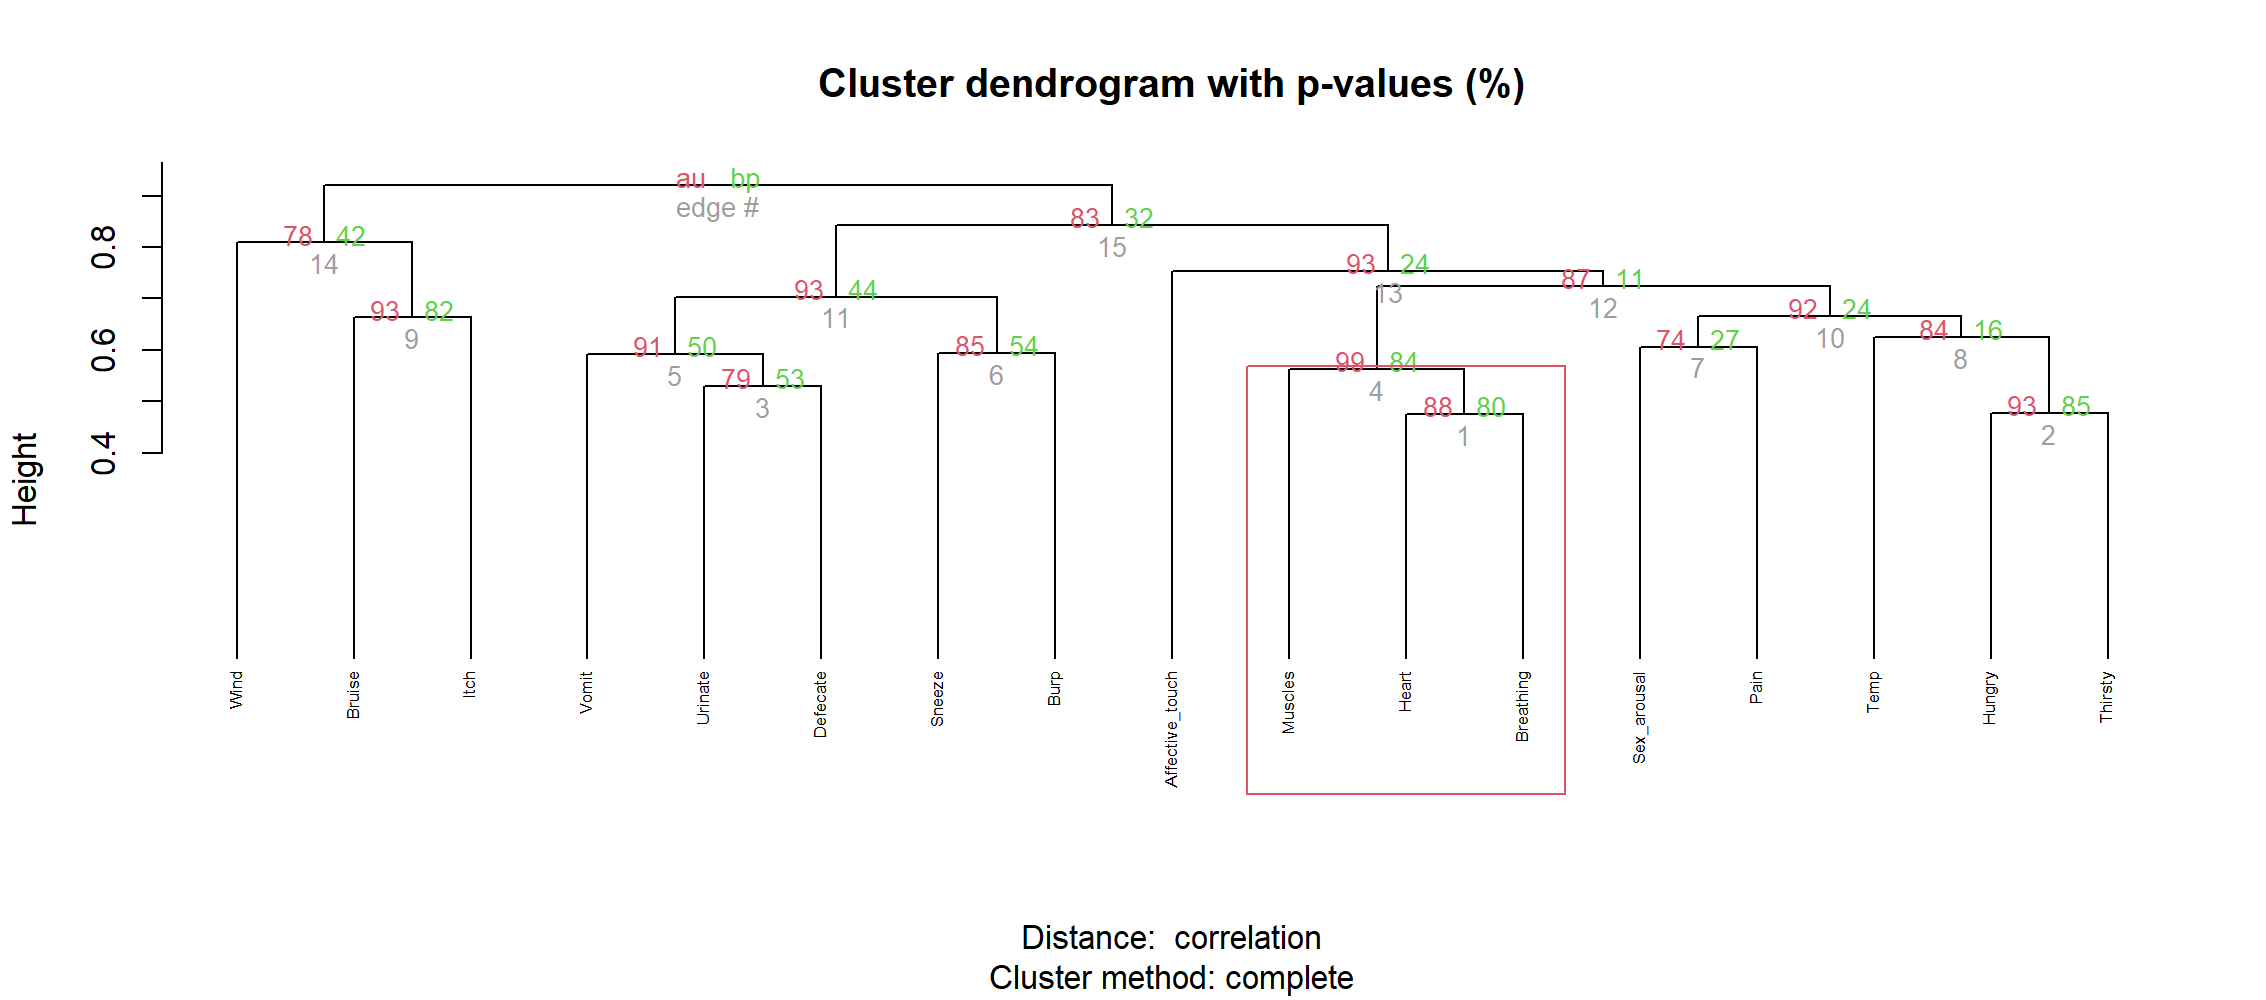 Cluster dendrogram with p-values (%)
Height
0.4
0.6
0.8
au bp
edge #
83 32
15
78 42
14
93 24
13
87 11
12
93 44
11
92 24
10
93 82
9
84 16
8
74 27
7
85 54
6
91 50
5
99 84
4
79 53
3
93 85
2
88 80
1
Wind
Bruise
Itch
Vomit
Urinate
Defecate
Sneeze
Burp
Affective_touch
Muscles
Heart
Breathing
Sex_arousal
Pain
Temp
Hungry
Thirsty
Distance: correlation
Cluster method: complete